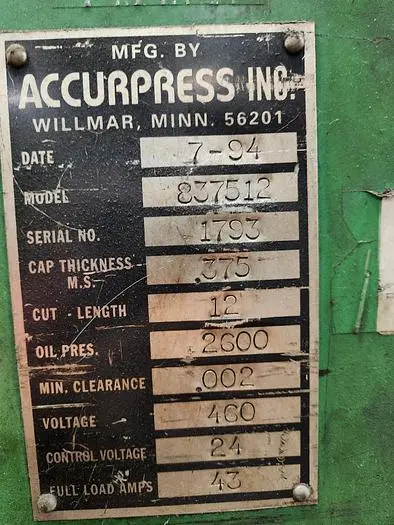 MFG. BY
ACCURPRESS INC.
WILLMAR, MINN. 56201
DATE 7-94
MODEL 837512
SERIAL NO. 1793
CAP THICKNESS M.S. .375
CUT - LENGTH 12
OIL PRES. 2600
MIN. CLEARANCE .002
VOLTAGE 460
CONTROL VOLTAGE 24
FULL LOAD AMPS 43